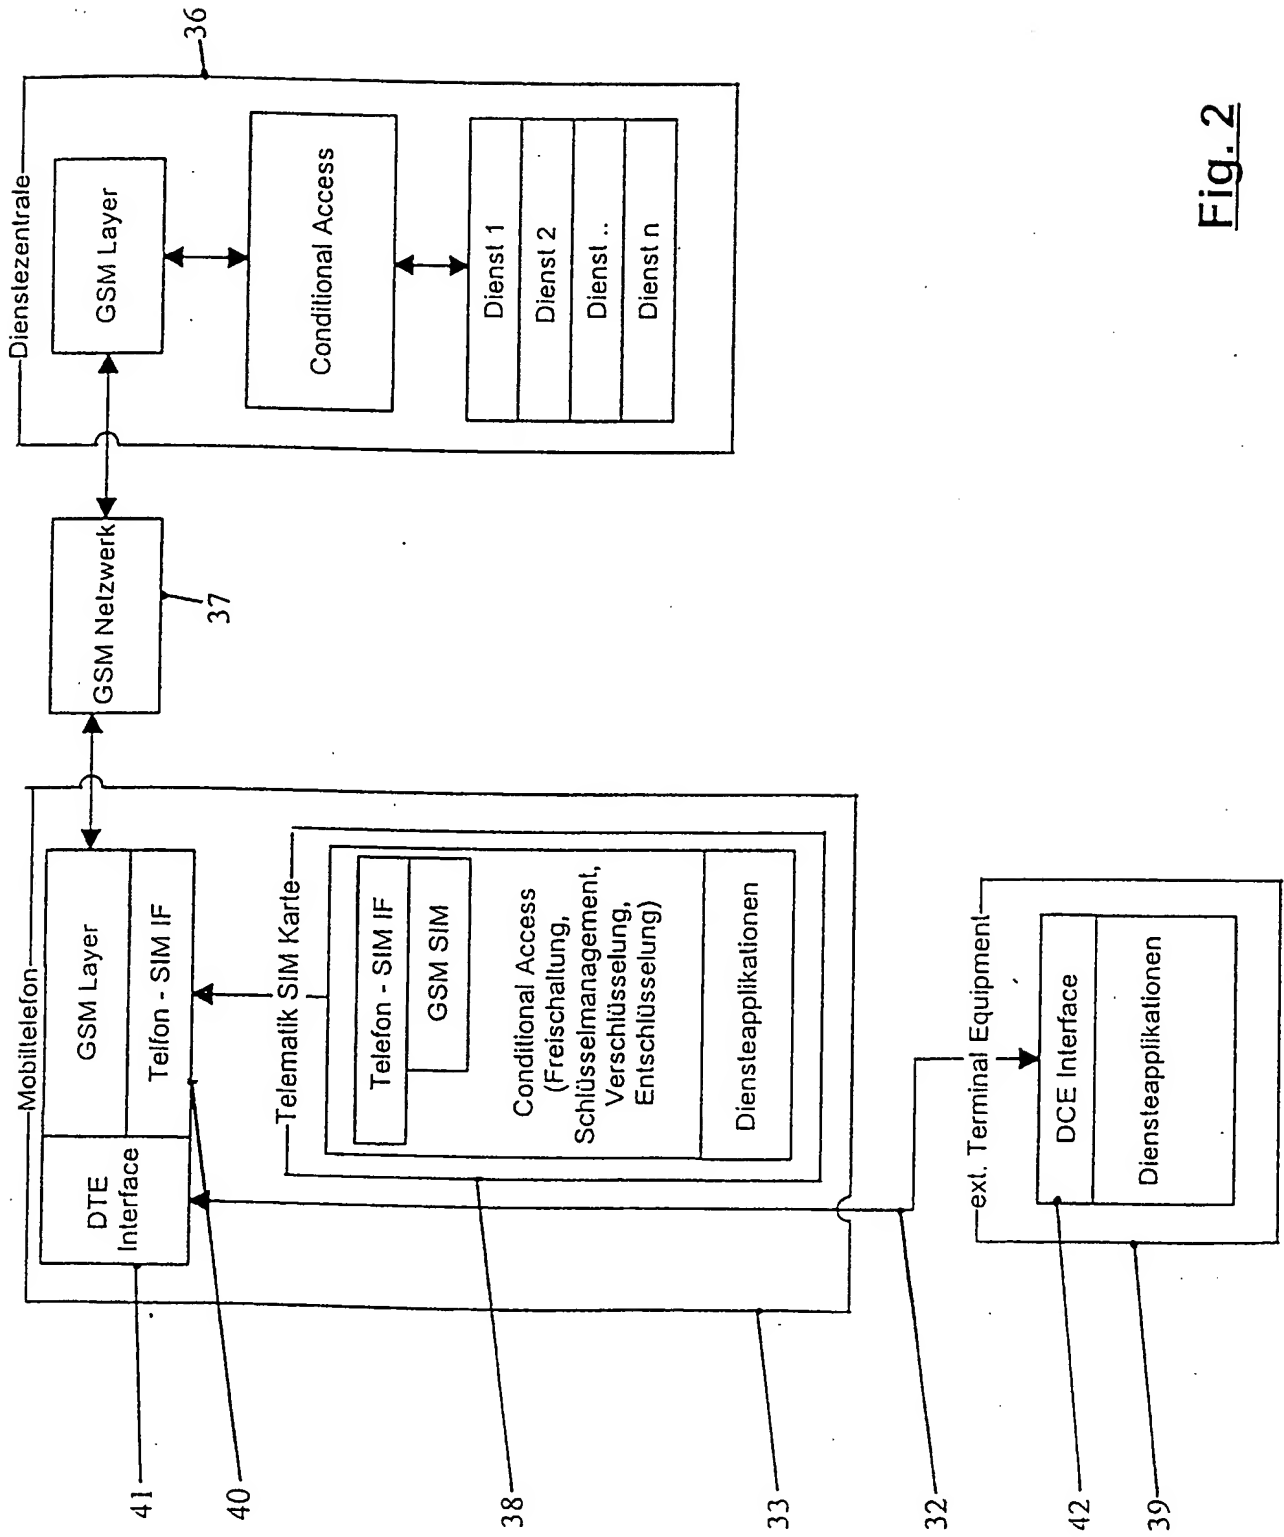 Mobiltelefon
DTE
Interface
GSM Layer
Telfon - SIM IF
Telematik SIM Karte
Telefon - SIM IF
GSM SIM
Conditional Access
(Freischaltung,
Schlüsselmanagement,
Verschlüsselung,
Entschlüsselung)
Diensteapplikationen
GSM Netzwerk
37
Dienstezentrale
36
GSM Layer
Conditional Access
Dienst 1
Dienst 2
Dienst ..
Dienst n
ext. Terminal Equipment
DCE Interface
Diensteapplikationen
41
40
38
33
32
42
39
Fig. 2